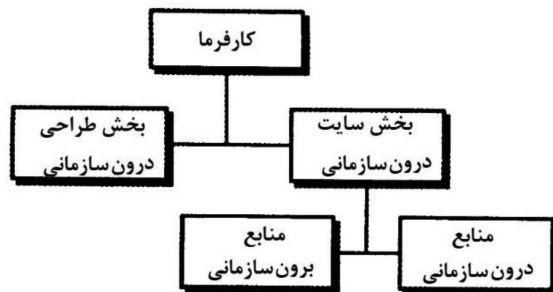 کارفرما
بخش سایت
درون‌سازمانی
بخش طراحی
درون‌سازمانی
منابع
درون‌سازمانی
منابع
برون‌سازمانی